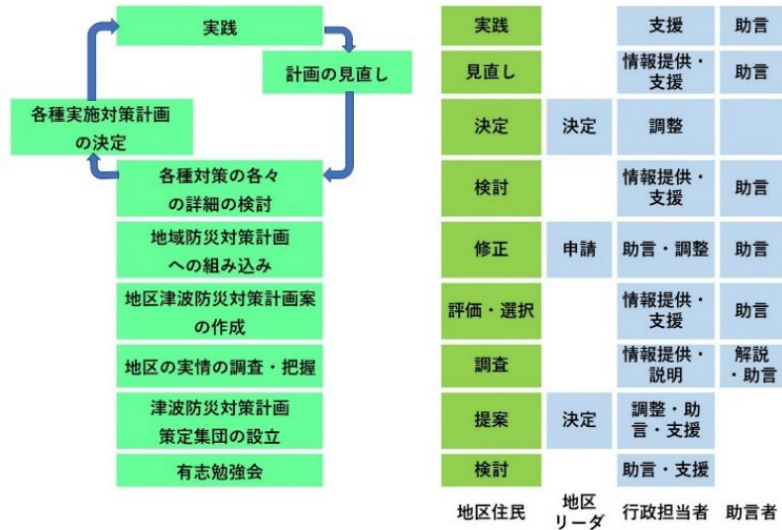 実践
計画の見直し
各種実施対策計画
の決定
各種対策の各々
の詳細の検討
地域防災対策計画
への組み込み
地区津波防災対策計画案
の作成
地区の実情の調査・把握
津波防災対策計画
策定集団の設立
有志勉強会
実践
支援
助言
見直し
情報提供・
支援
助言
決定
決定
調整
検討
情報提供・
支援
助言
修正
申請
助言・調整
助言
評価・選択
情報提供・
支援
助言
調査
情報提供・
説明
解説
・助言
提案
決定
調整・助
言・支援
検討
助言・支援
地区住民
地区
リーダ
行政担当者
助言者